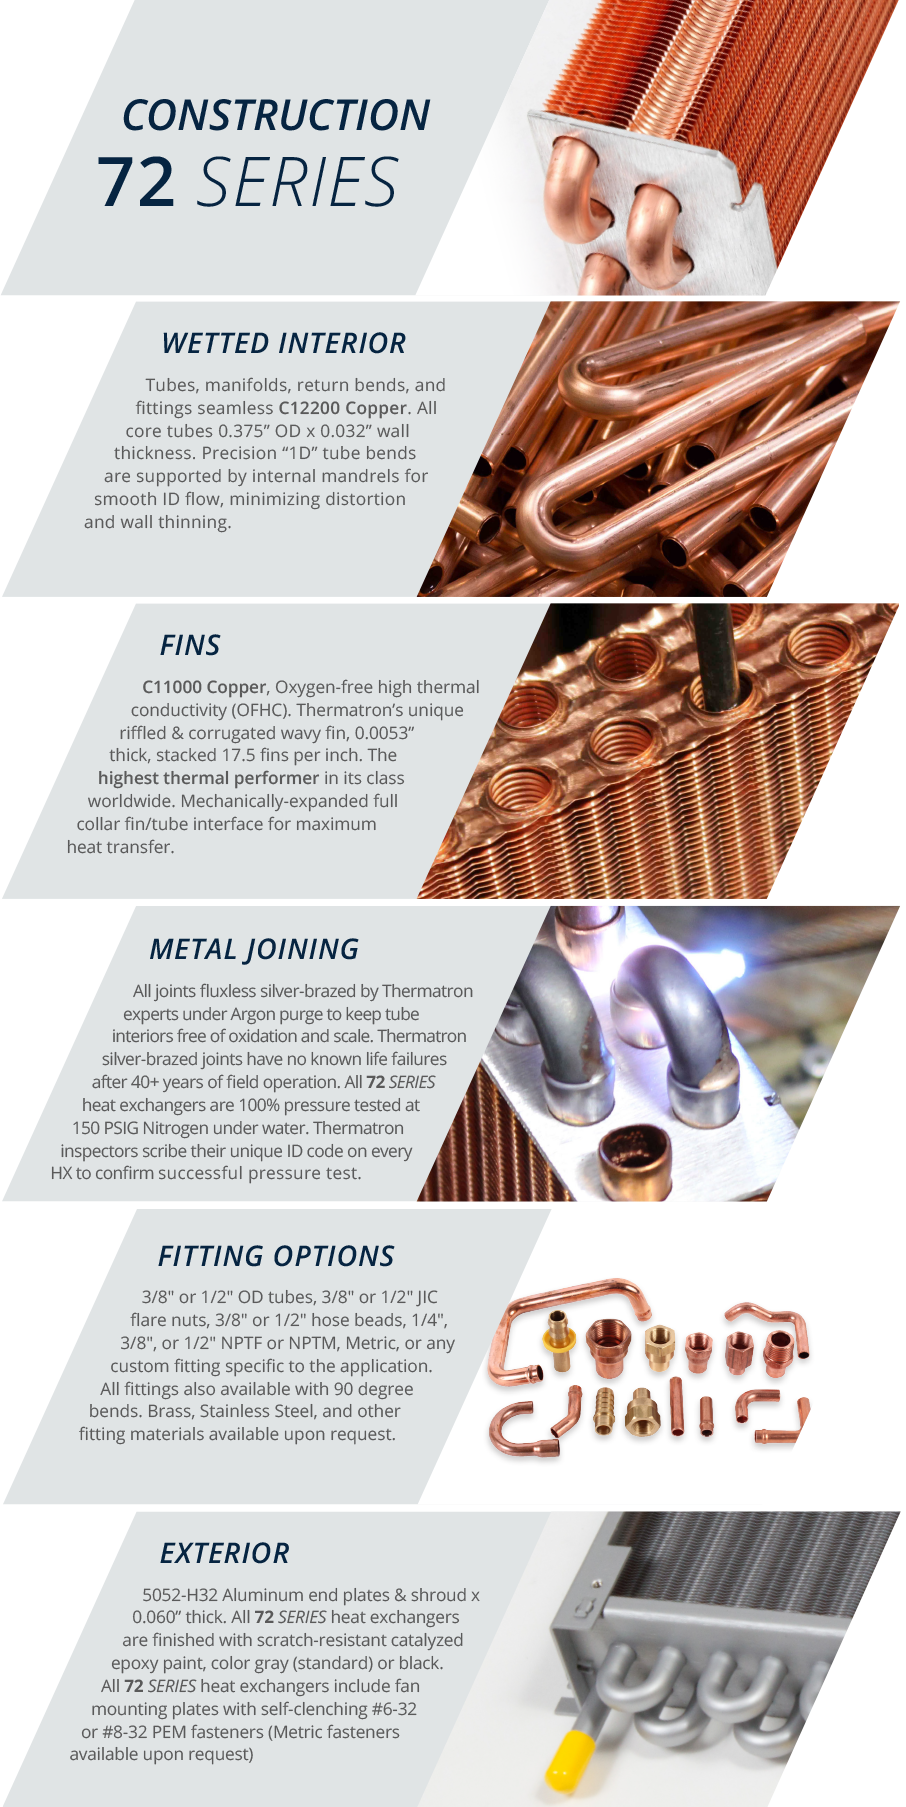 CONSTRUCTION
72 SERIES
WETTED INTERIOR
Tubes, manifolds, return bends, and
fittings seamless C12200 Copper. All
core tubes 0.375” OD x 0.032” wall
thickness. Precision “1D” tube bends
are supported by internal mandrels for
smooth ID flow, minimizing distortion
and wall thinning.
FINS
C11000 Copper, Oxygen-free high thermal
conductivity (OFHC). Thermatron’s unique
riffled & corrugated wavy fin, 0.0053”
thick, stacked 17.5 fins per inch. The
highest thermal performer in its class
worldwide. Mechanically-expanded full
collar fin/tube interface for maximum
heat transfer.
METAL JOINING
All joints fluxless silver-brazed by Thermatron
experts under Argon purge to keep tube
interiors free of oxidation and scale. Thermatron
silver-brazed joints have no known life failures
after 40+ years of field operation. All 72 SERIES
heat exchangers are 100% pressure tested at
150 PSIG Nitrogen under water. Thermatron
inspectors scribe their unique ID code on every
HX to confirm successful pressure test.
FITTING OPTIONS
3/8" or 1/2" OD tubes, 3/8" or 1/2" JIC
flare nuts, 3/8" or 1/2" hose beads, 1/4",
3/8", or 1/2" NPTF or NPTM, Metric, or any
custom fitting specific to the application.
All fittings also available with 90 degree
bends. Brass, Stainless Steel, and other
fitting materials available upon request.
EXTERIOR
5052-H32 Aluminum end plates & shroud x
0.060” thick. All 72 SERIES heat exchangers
are finished with scratch-resistant catalyzed
epoxy paint, color gray (standard) or black.
All 72 SERIES heat exchangers include fan
mounting plates with self-clenching #6-32
or #8-32 PEM fasteners (Metric fasteners
available upon request)